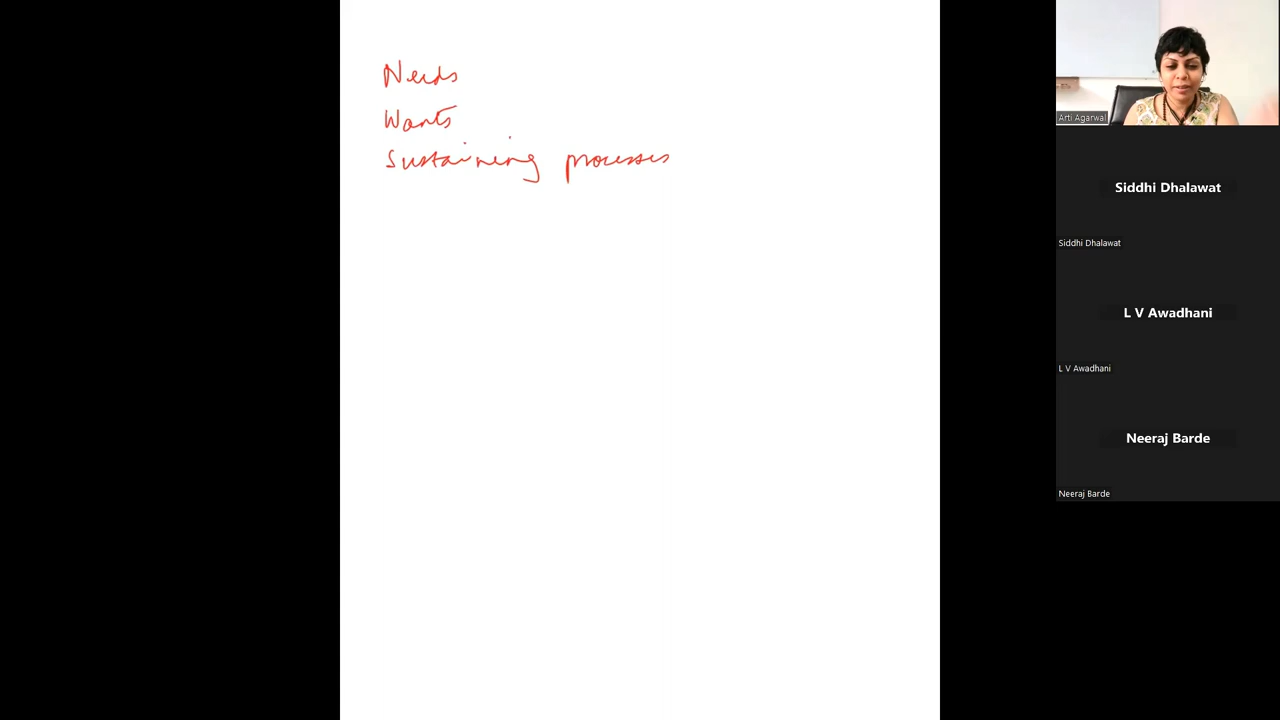 Needs
Wants
Sustaining processes
Arti Agarwal
Siddhi Dhalawat
Siddhi Dhalawat
L V Awadhani
L V Awadhani
Neeraj Barde
Neeraj Barde